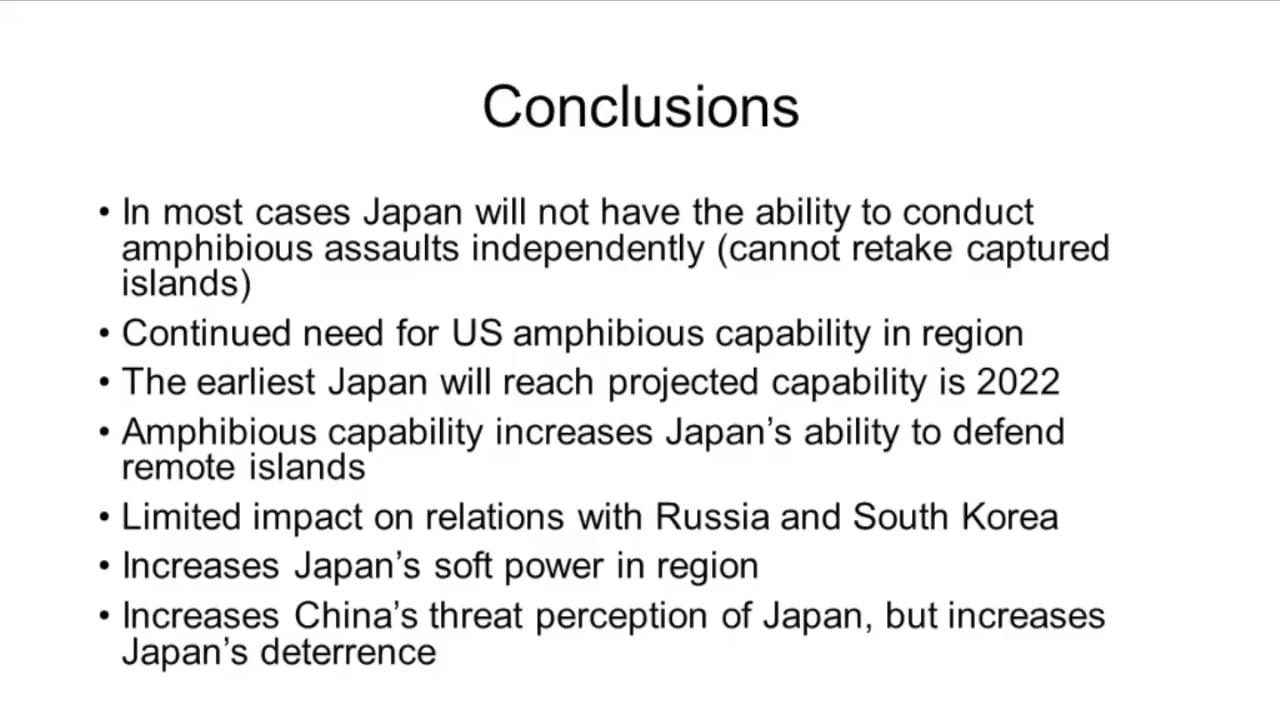 Conclusions
• In most cases Japan will not have the ability to conduct
amphibious assaults independently (cannot retake captured
islands)
• Continued need for US amphibious capability in region
• The earliest Japan will reach projected capability is 2022
• Amphibious capability increases Japan’s ability to defend
remote islands
• Limited impact on relations with Russia and South Korea
• Increases Japan’s soft power in region
• Increases China’s threat perception of Japan, but increases
Japan’s deterrence